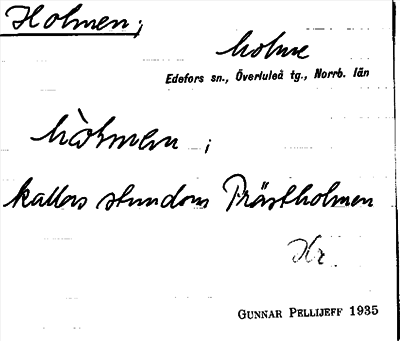 Holmen;
holme
Edefors sn., Överluleå tg., Norrb. län
hòlmen ;
kallas stundom Prästholmen
Kr.
GUNNAR PELLIJEFF 1935